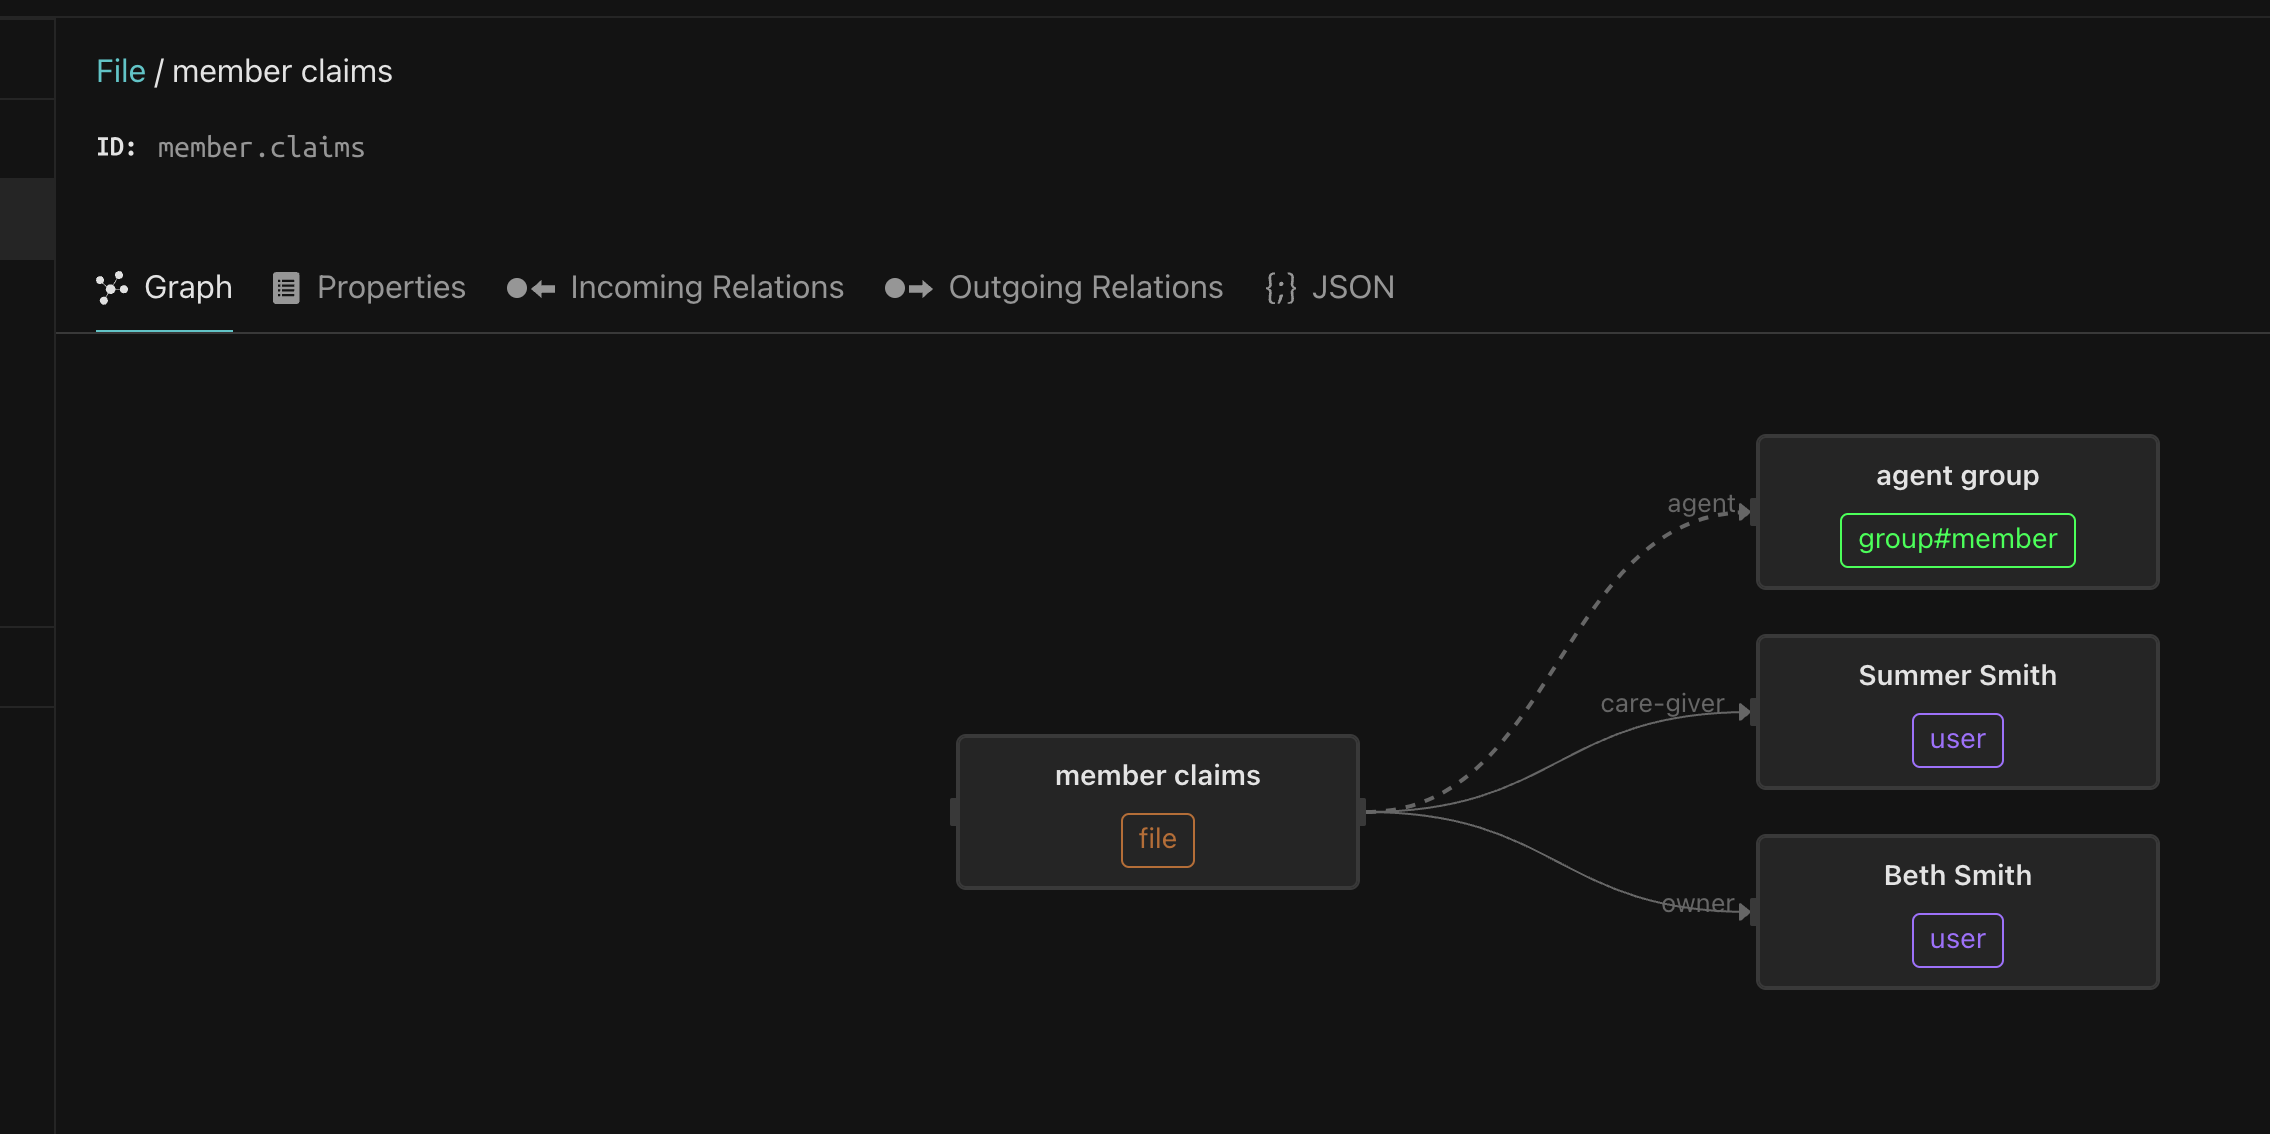 File / member claims
ID: member.claims
Graph Properties Incoming Relations Outgoing Relations {;} JSON
agent group
agent
group#member
Summer Smith
care-giver
user
member claims
file
Beth Smith
owner
user